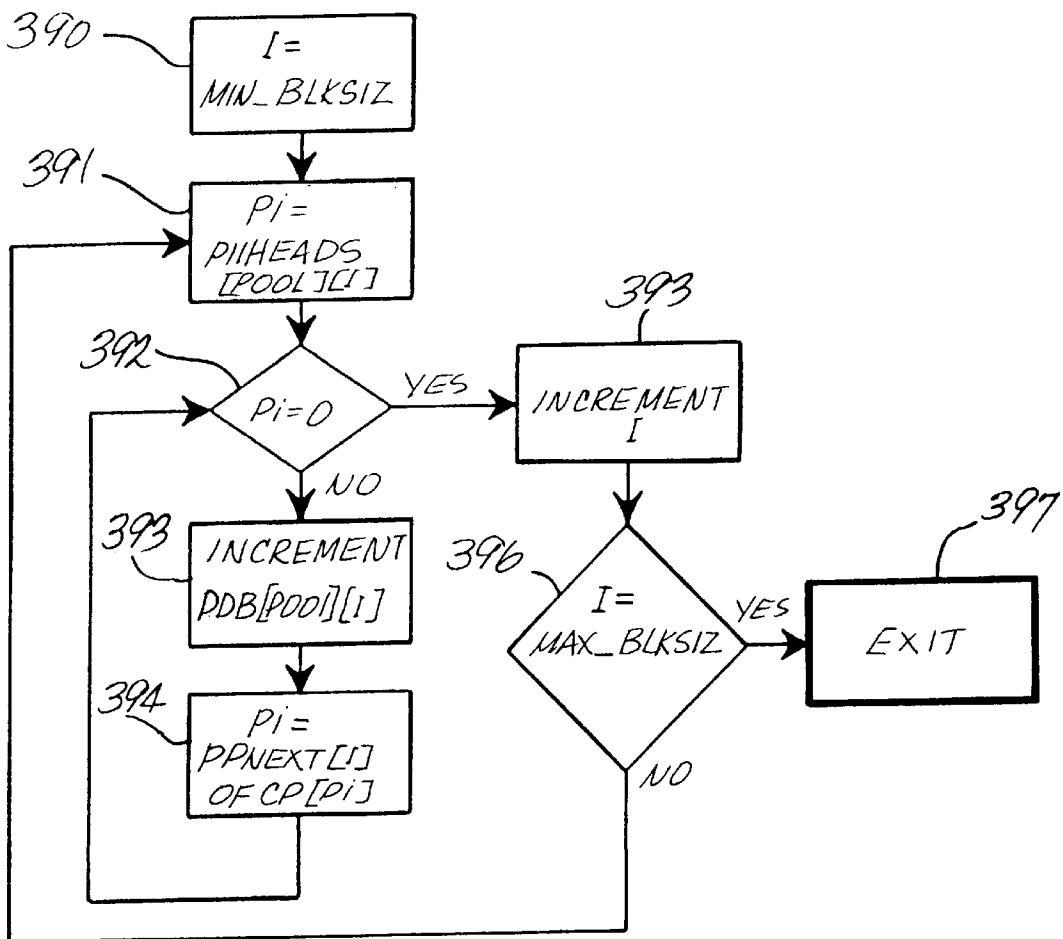 390
I =
MIN_BLKSIZ
391
Pi =
PIIHEADS
[POOL][I]
392
Pi = 0
YES
393
INCREMENT
I
NO
393
INCREMENT
PDB[POOl][I]
394
Pi =
PPNEXT[I]
OF CP[Pi]
396
I =
MAX_BLKSIZ
YES
397
EXIT
NO